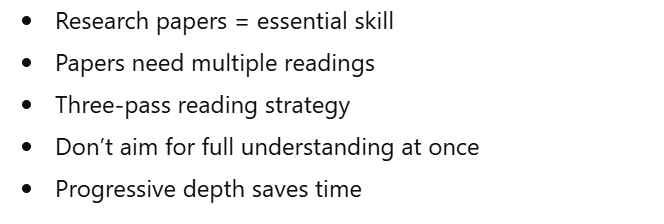 • Research papers = essential skill
• Papers need multiple readings
• Three-pass reading strategy
• Don’t aim for full understanding at once
• Progressive depth saves time